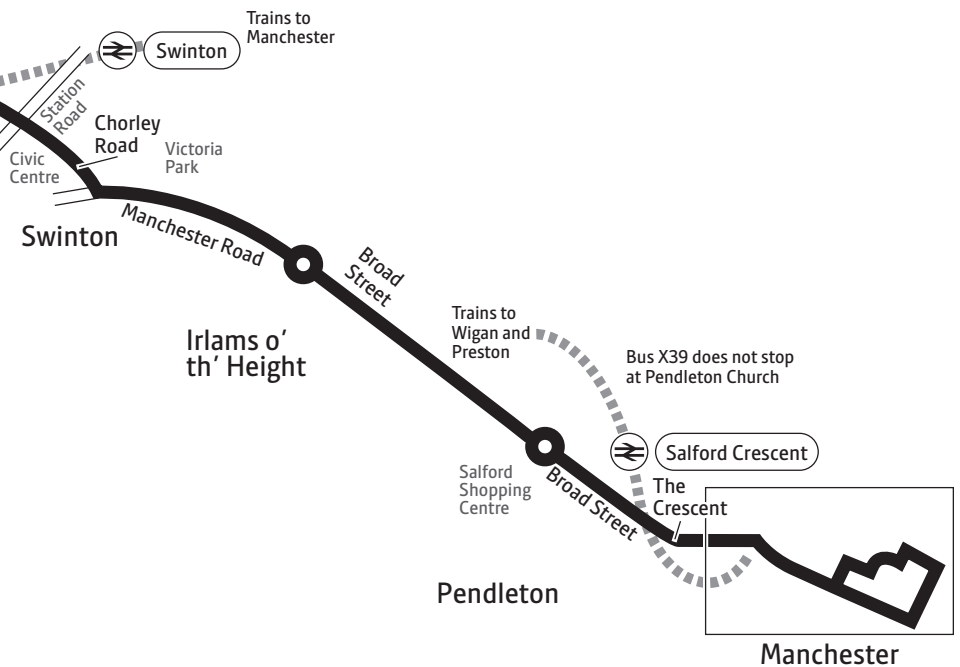 Trains to
Manchester
Swinton
Station
Road
Chorley
Road
Civic
Centre
Victoria
Park
Swinton
Manchester Road
Broad
Street
Irlams o’
th’ Height
Trains to
Wigan and
Preston
Bus X39 does not stop
at Pendleton Church
Salford Crescent
Salford
Shopping
Centre
Broad Street
The
Crescent
Pendleton
Manchester